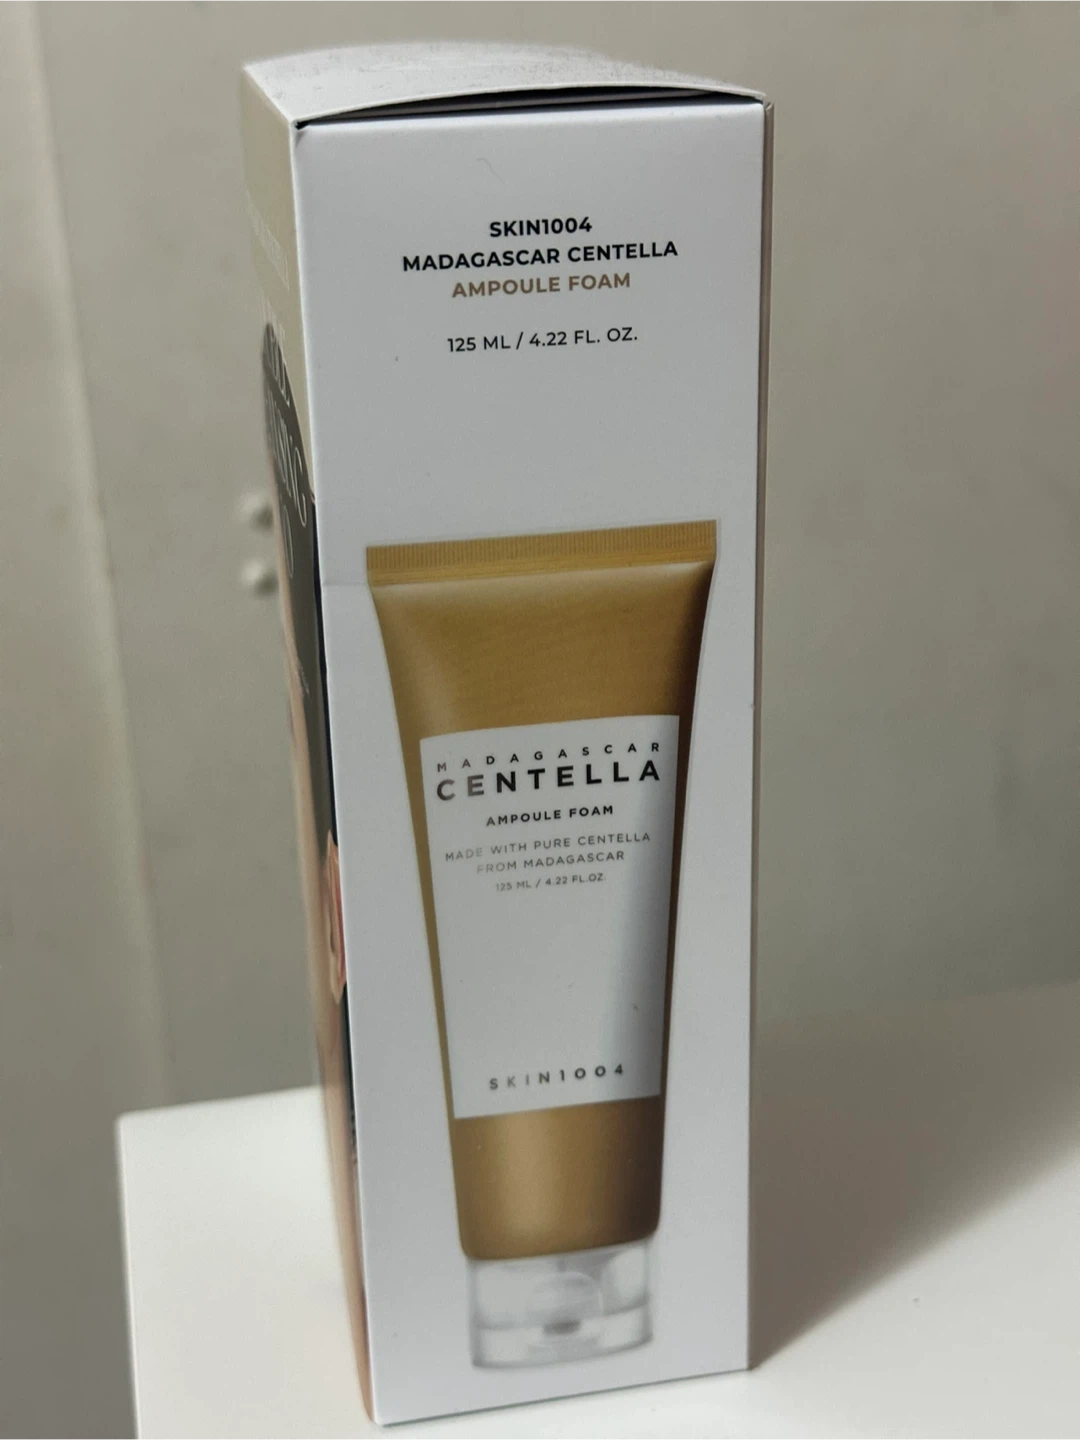 SKIN1004
MADAGASCAR CENTELLA
AMPOULE FOAM
125 ML / 4.22 FL. OZ.
MADAGASCAR
CENTELLA
AMPOULE FOAM
MADE WITH PURE CENTELLA
FROM MADAGASCAR
125 ML / 4.22 FL.OZ.
SKIN1004